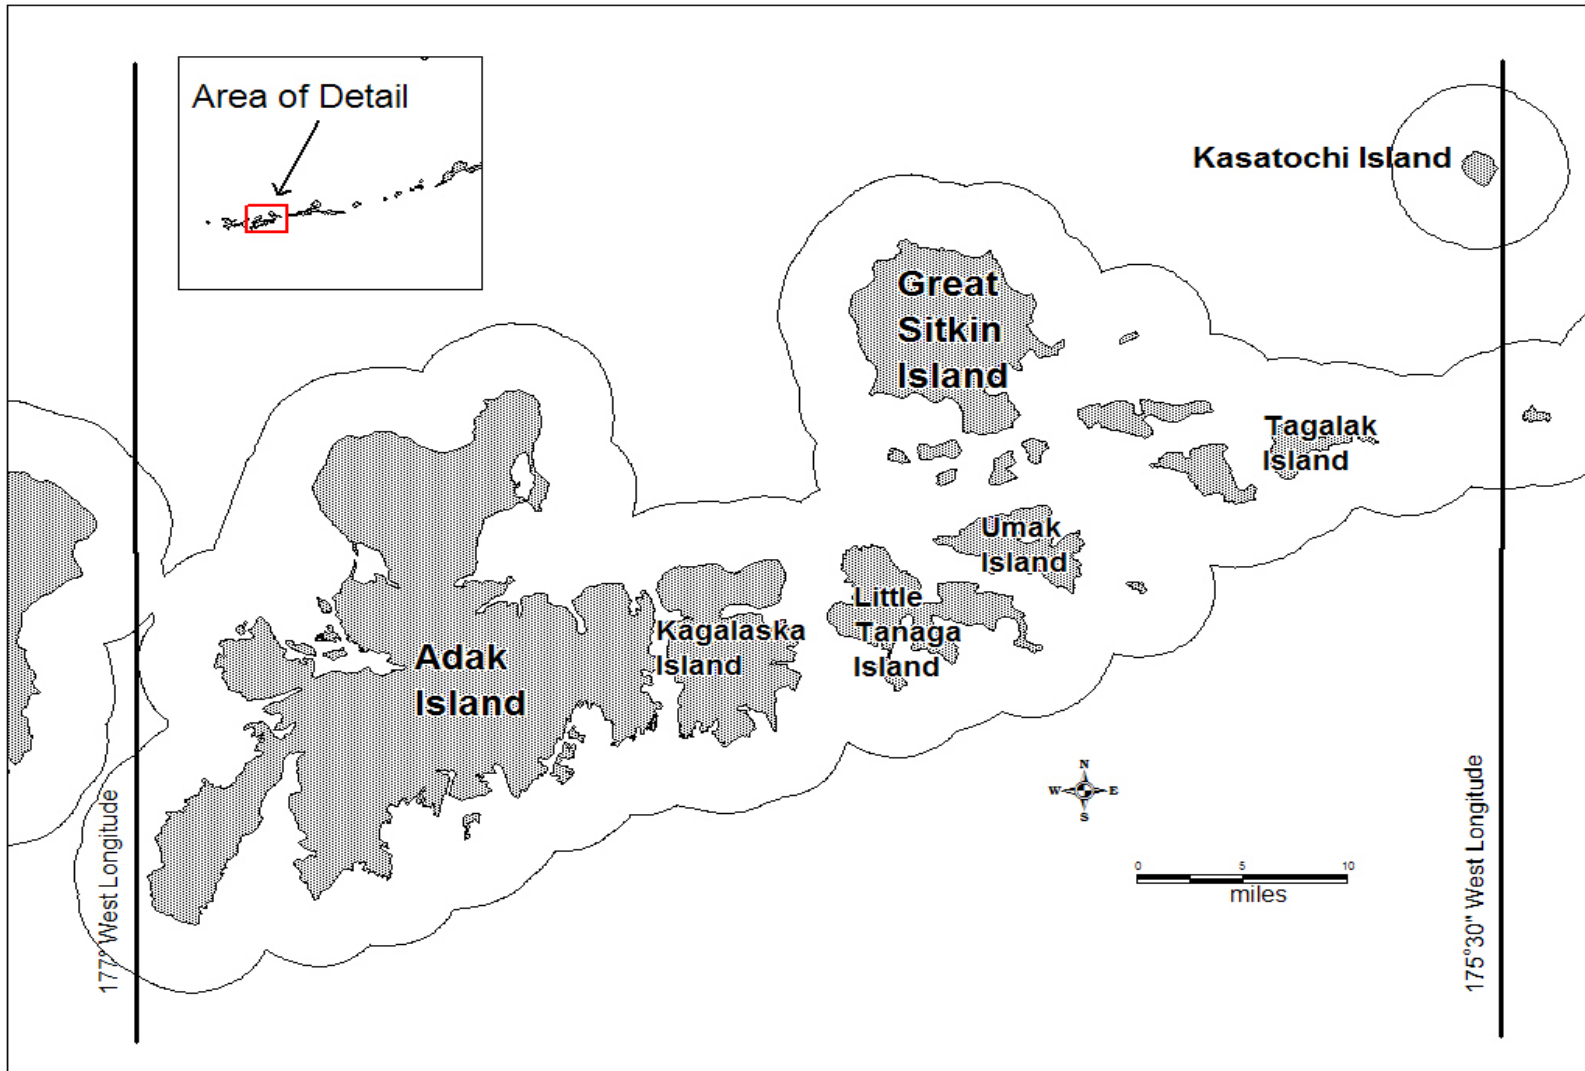 Area of Detail
Kasatochi Island
Great
Sitkin
Island
Tagalak
Island
Umak
Island
Little
Tanaga
Island
Kagalaska
Island
Adak
Island
N
W E
S
0 5 10
miles
177° West Longitude
175°30" West Longitude